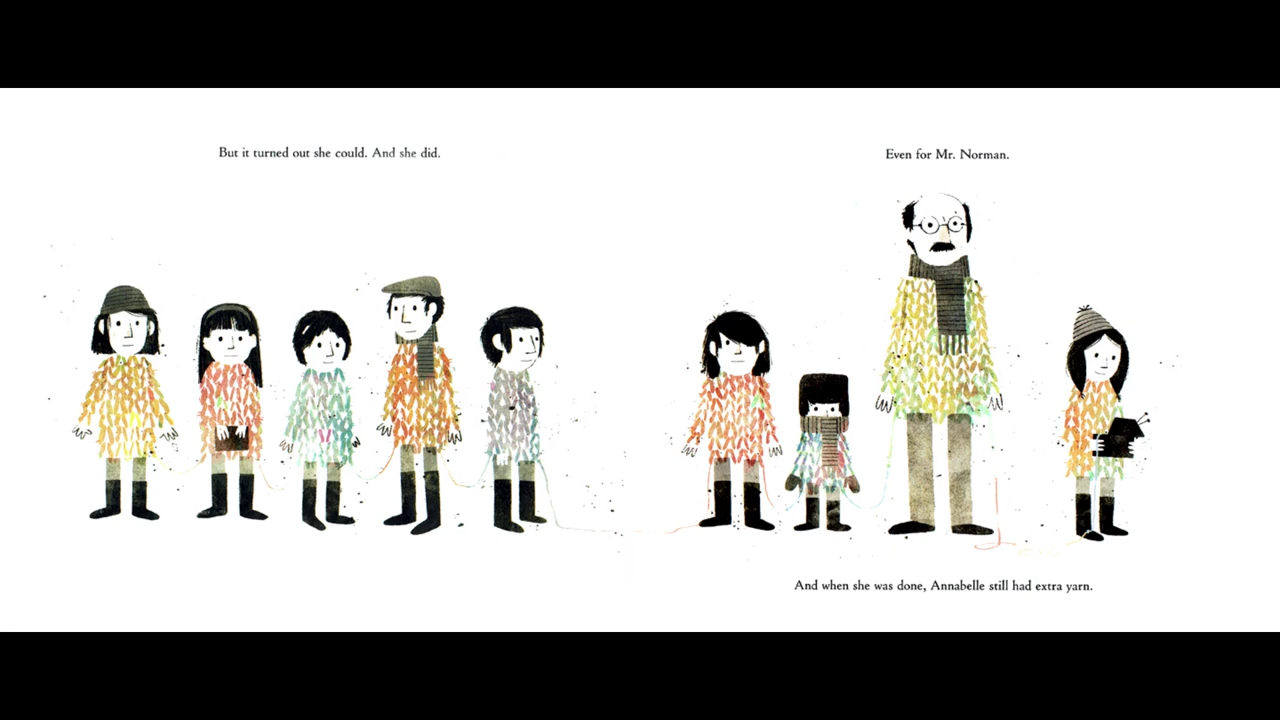 But it turned out she could. And she did.
Even for Mr. Norman.
And when she was done, Annabelle still had extra yarn.